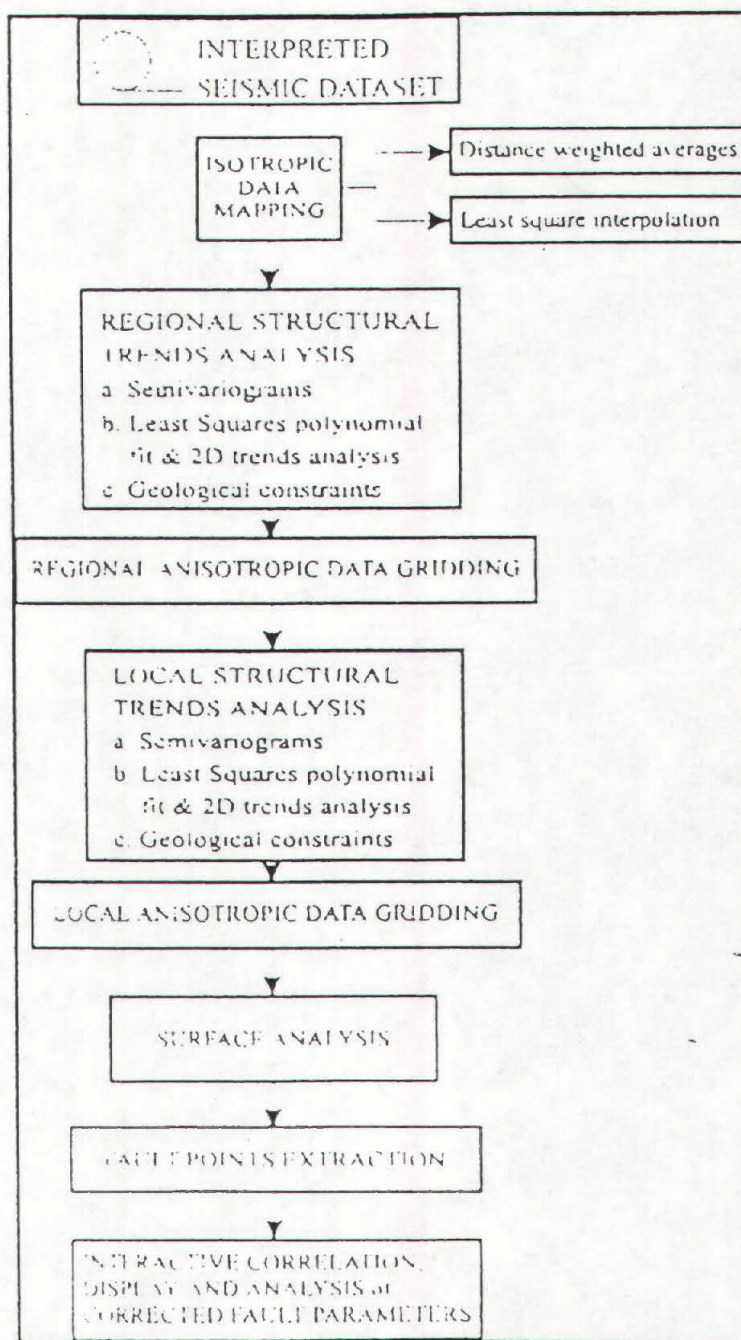 INTERPRETED
SEISMIC DATASET
ISOTROPIC
DATA
MAPPING
Distance weighted averages
Least square interpolation
REGIONAL STRUCTURAL
TRENDS ANALYSIS
a. Semivariograms
b. Least Squares polynomial
fit & 2D trends analysis
c. Geological constraints
REGIONAL ANISOTROPIC DATA GRIDDING
LOCAL STRUCTURAL
TRENDS ANALYSIS
a. Semivariograms
b. Least Squares polynomial
fit & 2D trends analysis
c. Geological constraints
LOCAL ANISOTROPIC DATA GRIDDING
SURFACE ANALYSIS
FAULT POINTS EXTRACTION
INTERACTIVE CORRELATION,
DISPLAY AND ANALYSIS of
CORRECTED FAULT PARAMETERS